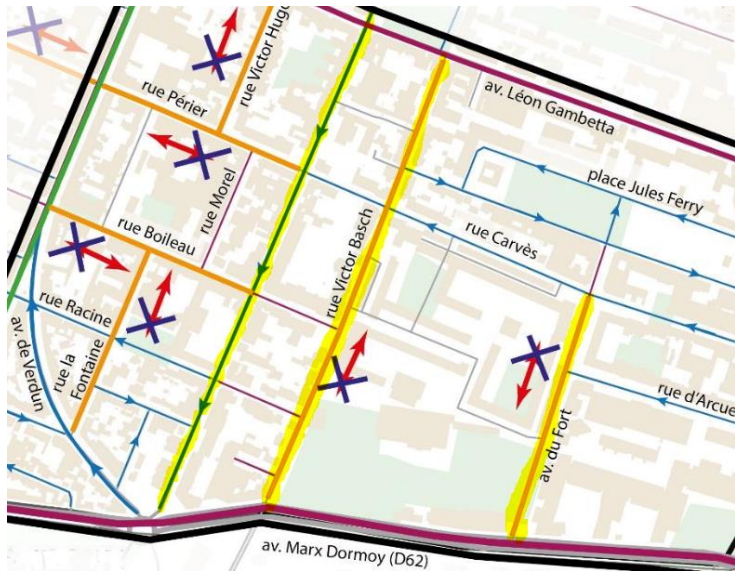 rue Victor Hugo
rue Périer
av. Léon Gambetta
place Jules Ferry
rue Morel
rue Boileau
rue Victor Basch
rue Carvès
rue Racine
av. de Verdun
rue la
Fontaine
rue d'Arcue
av. du Fort
av. Marx Dormoy (D62)